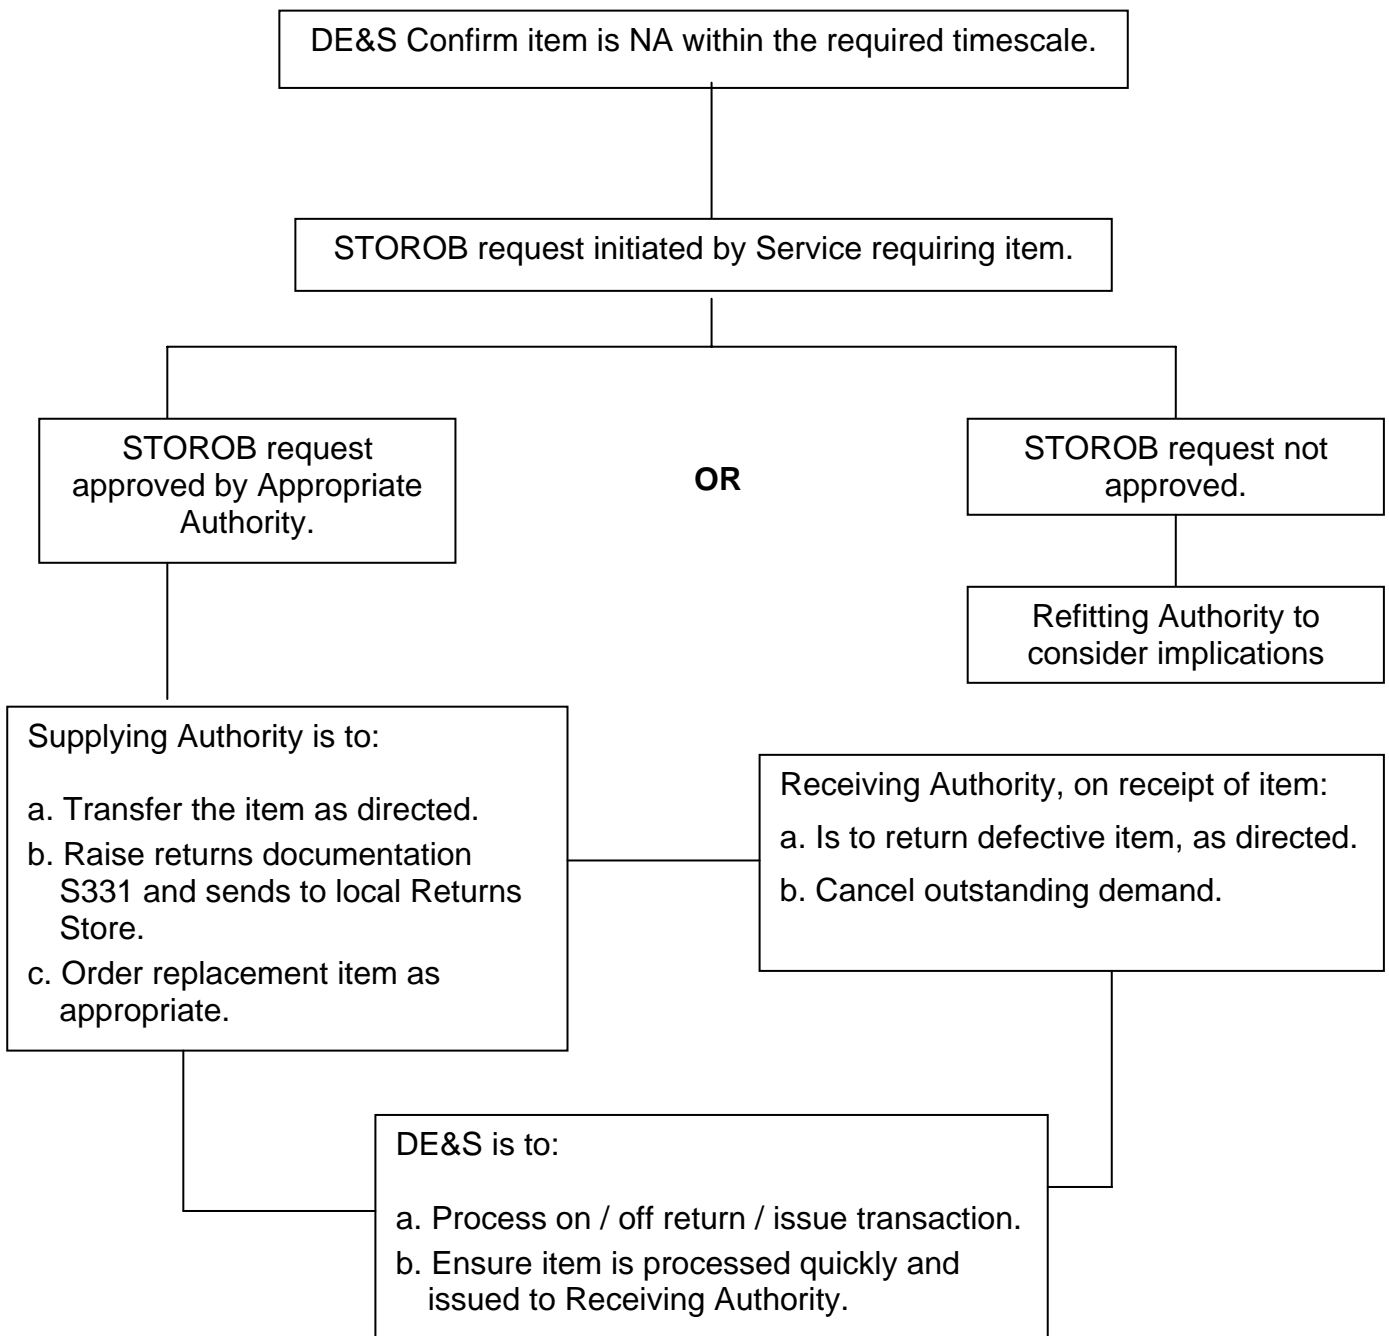 DE&S Confirm item is NA within the required timescale.
STOROB request initiated by Service requiring item.
STOROB request
approved by Appropriate
Authority.
OR
STOROB request not
approved.
Refitting Authority to
consider implications
Supplying Authority is to:
a. Transfer the item as directed.
b. Raise returns documentation
S331 and sends to local Returns
Store.
c. Order replacement item as
appropriate.
Receiving Authority, on receipt of item:
a. Is to return defective item, as directed.
b. Cancel outstanding demand.
DE&S is to:
a. Process on / off return / issue transaction.
b. Ensure item is processed quickly and
issued to Receiving Authority.